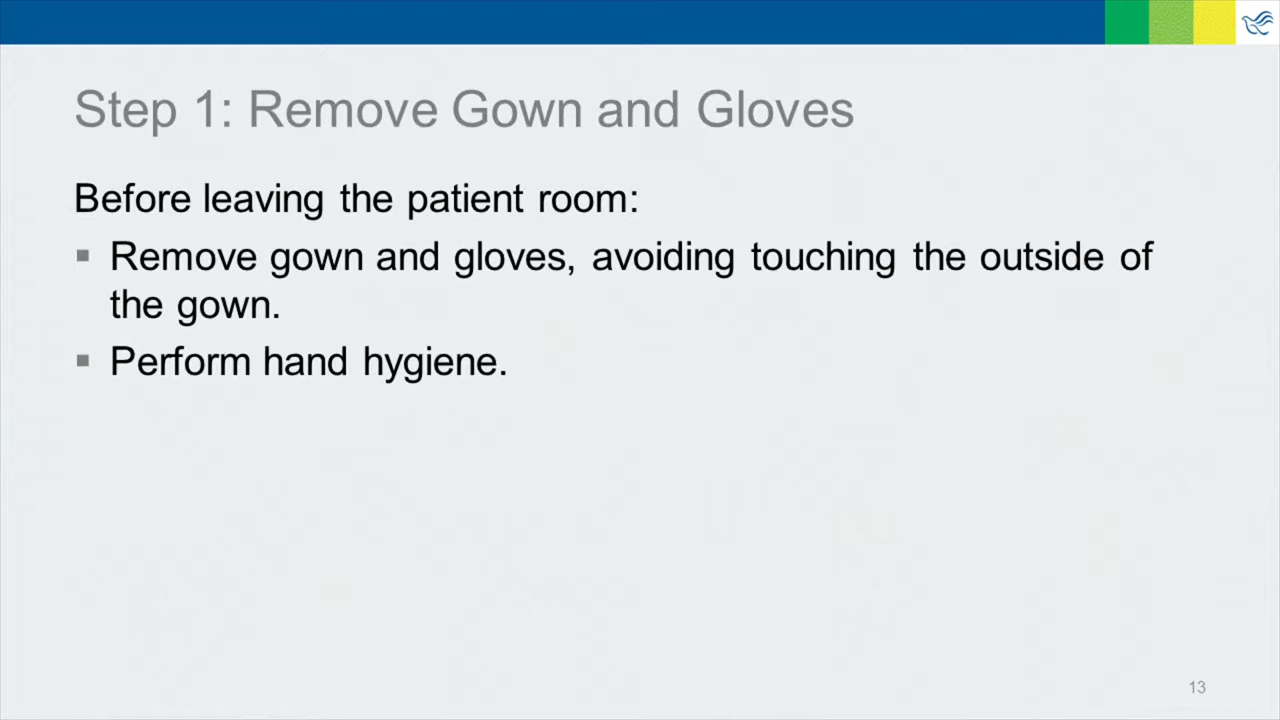 Step 1: Remove Gown and Gloves
Before leaving the patient room:
▪ Remove gown and gloves, avoiding touching the outside of
the gown.
▪ Perform hand hygiene.
13